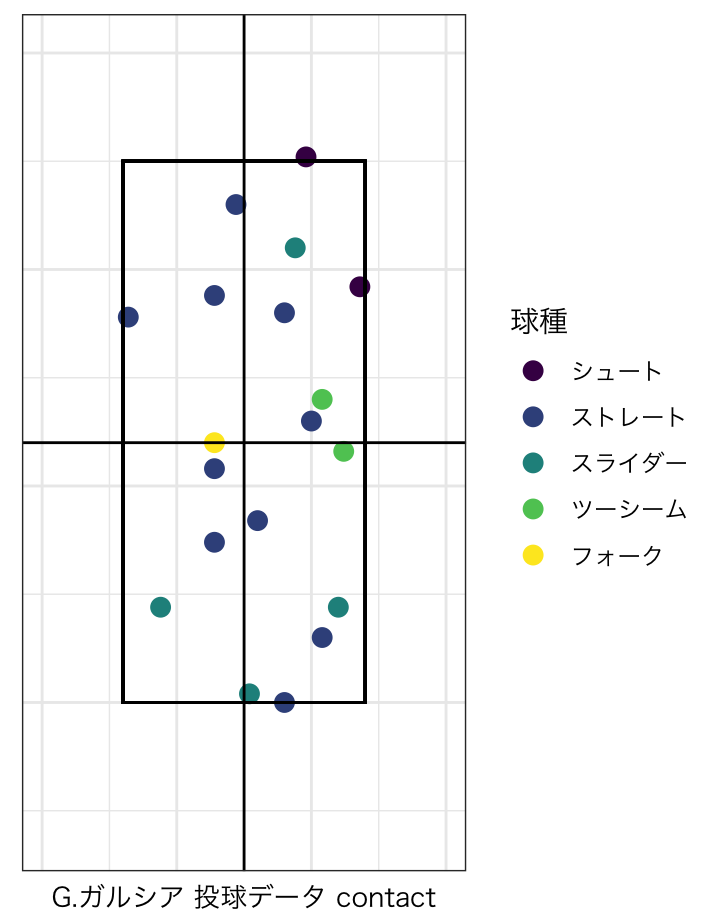 球種
シュート
ストレート
スライダー
ツーシーム
フォーク
G.ガルシア 投球データ contact